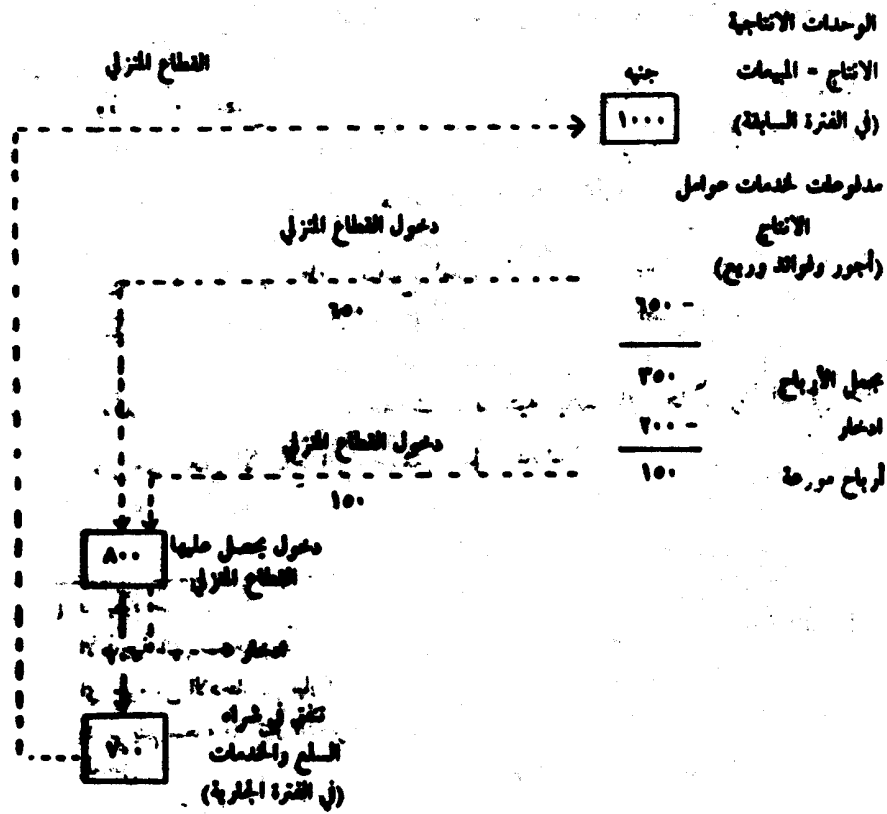 الوحدات الانتاجية
القطاع المنزلي
جنيه
الانتاج = المبيعات
١٠٠٠
(في الفترة السابقة)
مدفوعات لخدمات عوامل
الانتاج
(أجور وفوائد وريع)
دخول القطاع المنزلي
٦٥٠
- ٦٥٠
مجمل الأرباح
٣٥٠
ادخار
- ٢٠٠
أرباح موزعة
١٥٠
دخول القطاع المنزلي
١٥٠
٨٠٠
دخول يحصل عليها
القطاع المنزلي
ادخار
٧٠٠
تنفق في شراء
السلع والخدمات
(في الفترة الجارية)